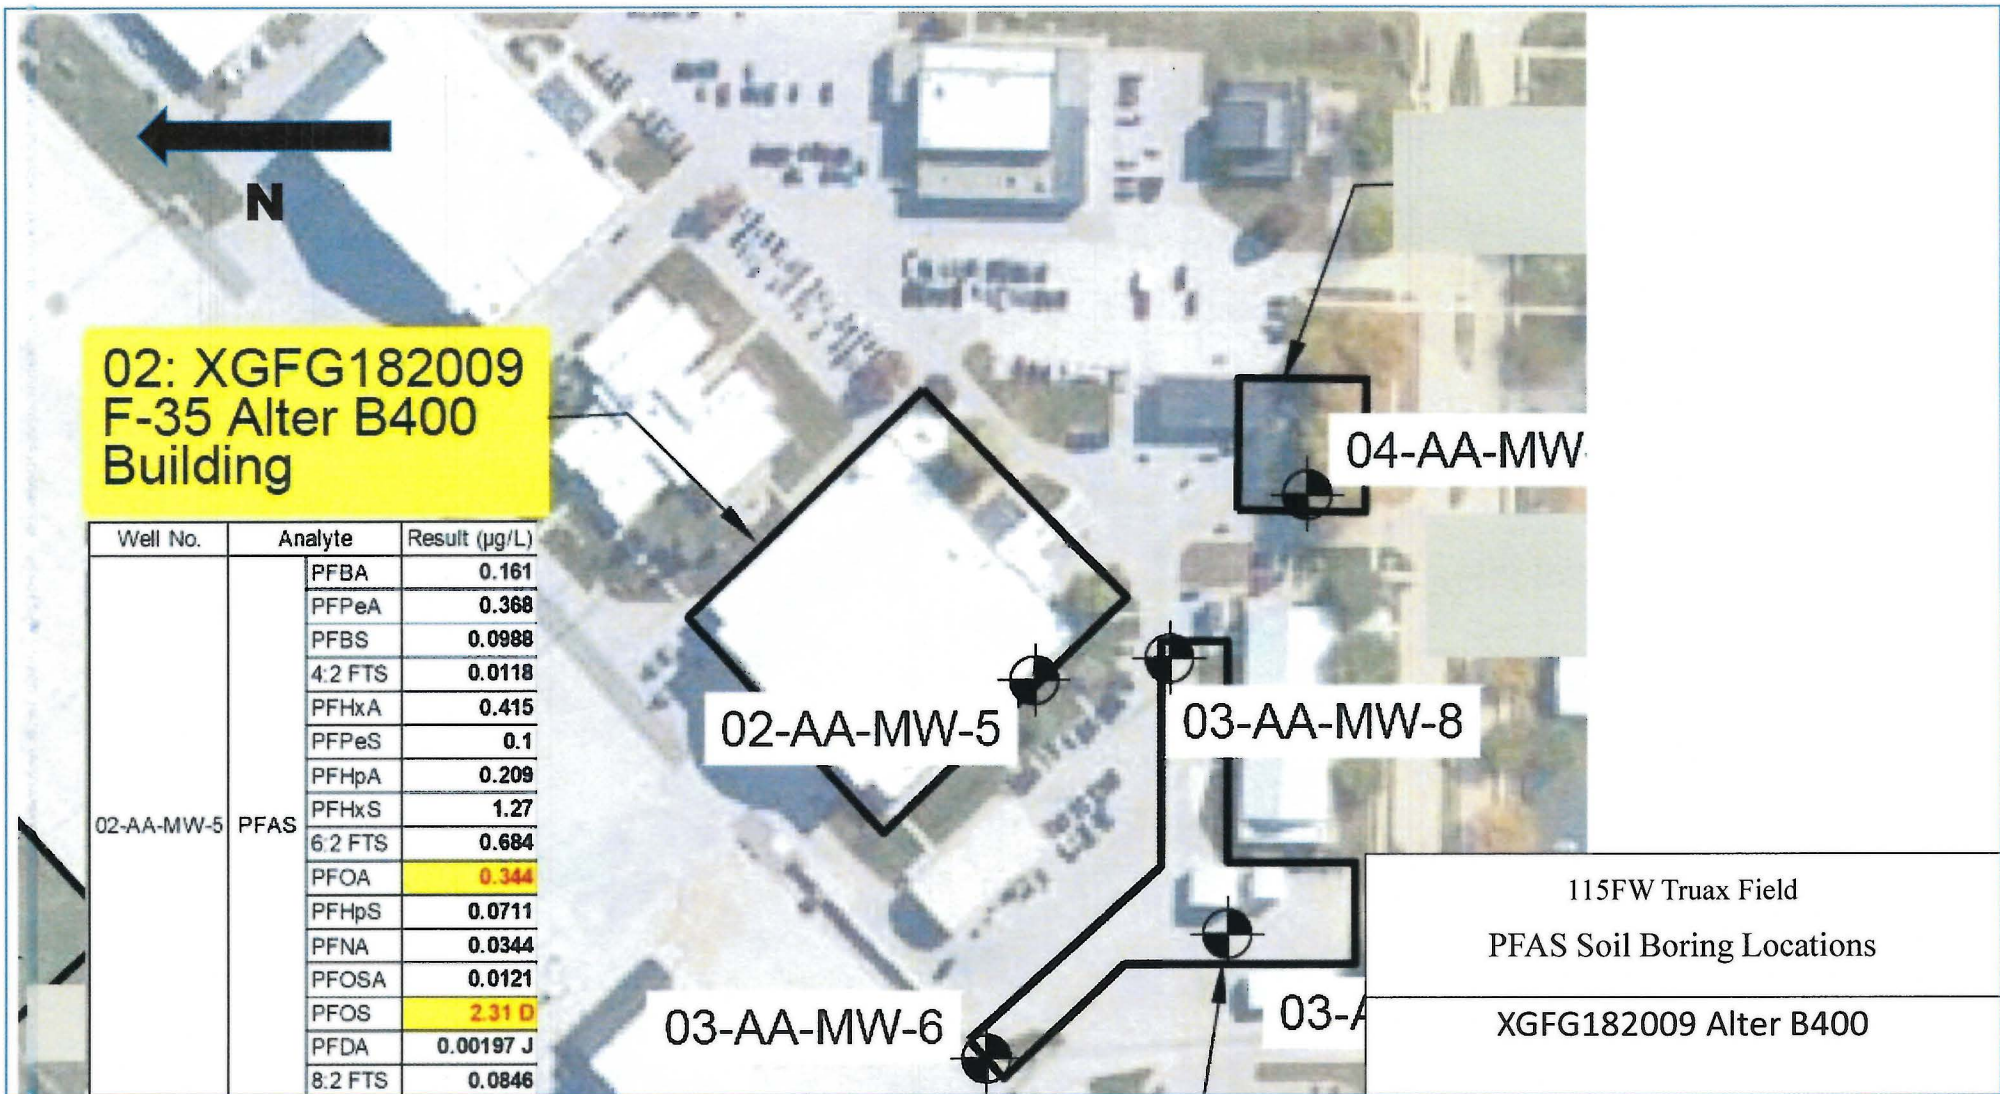 N
02: XGFG182009
F-35 Alter B400
Building
Well No. Analyte Result (µg/L)
02-AA-MW-5 PFAS
PFBA 0.161
PFPeA 0.368
PFBS 0.0988
4:2 FTS 0.0118
PFHxA 0.415
PFPeS 0.1
PFHpA 0.209
PFHxS 1.27
6:2 FTS 0.684
PFOA 0.344
PFHpS 0.0711
PFNA 0.0344
PFOSA 0.0121
PFOS 2.31 D
PFDA 0.00197 J
8:2 FTS 0.0846
04-AA-MW-
02-AA-MW-5
03-AA-MW-8
03-AA-MW-6
03-A
115FW Truax Field
PFAS Soil Boring Locations
XGFG182009 Alter B400